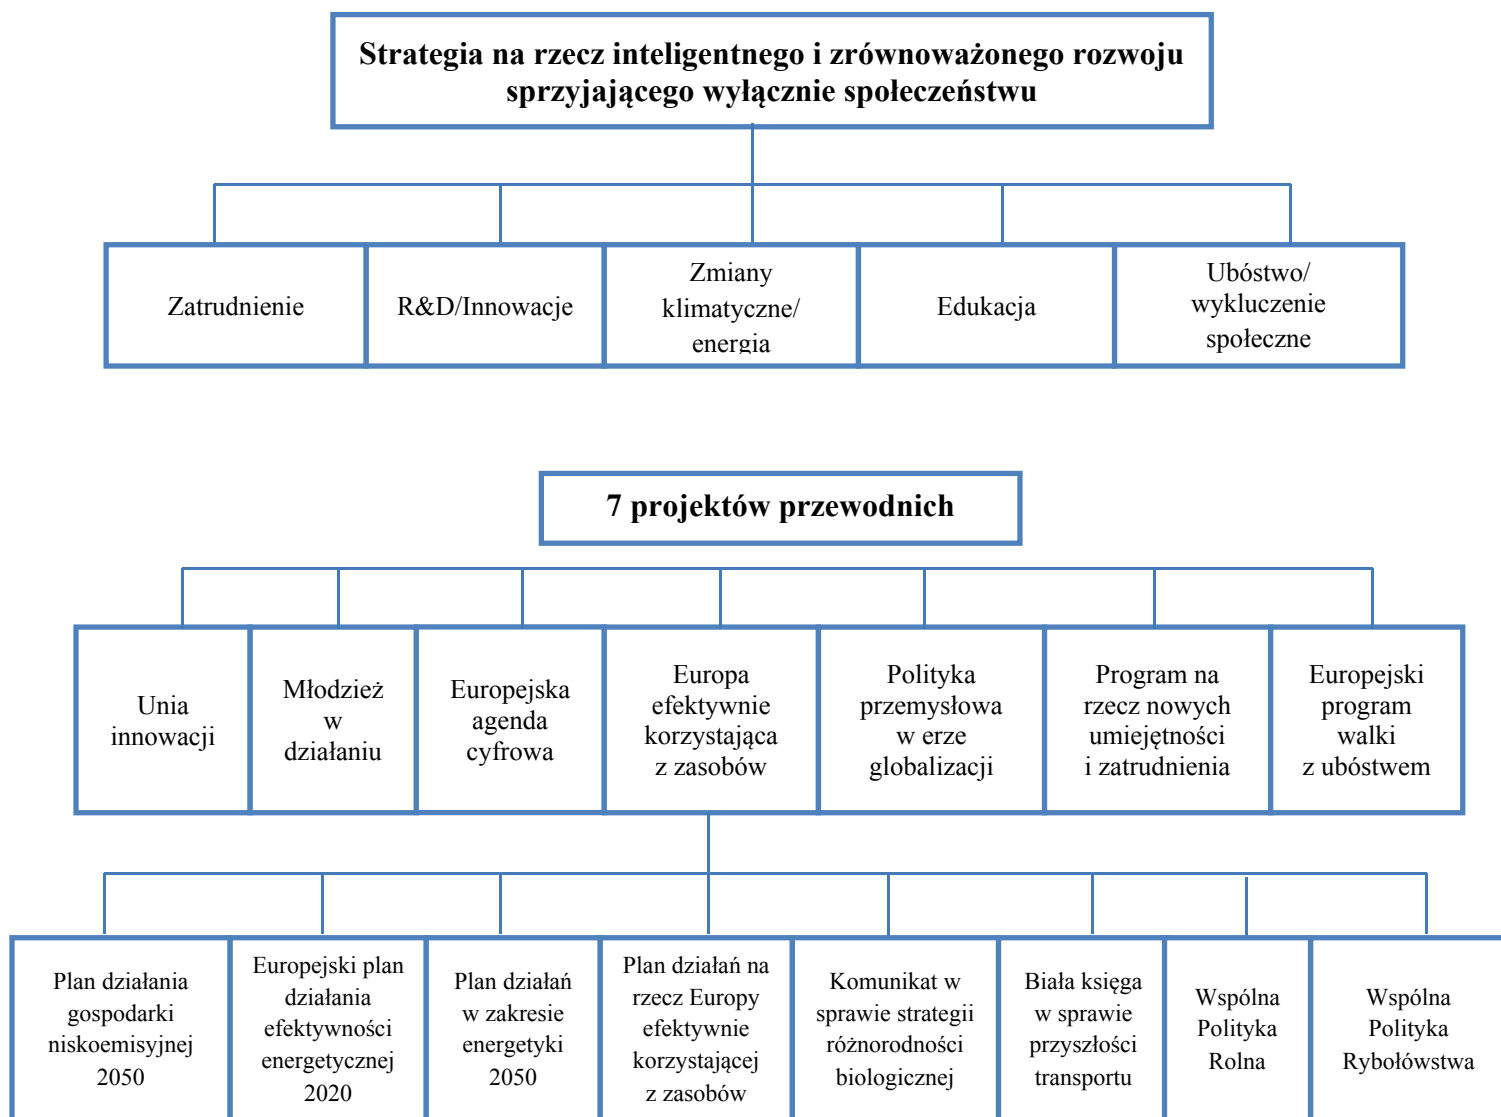 Strategia na rzecz inteligentnego i zrównoważonego rozwoju
sprzyjającego wyłącznie społeczeństwu
Zatrudnienie
R&D/Innowacje
Zmiany
klimatyczne/
energia
Edukacja
Ubóstwo/
wykluczenie
społeczne
7 projektów przewodnich
Unia
innowacji
Młodzież
w
działaniu
Europejska
agenda
cyfrowa
Europa
efektywnie
korzystająca
z zasobów
Polityka
przemysłowa
w erze
globalizacji
Program na
rzecz nowych
umiejętności
i zatrudnienia
Europejski
program
walki
z ubóstwem
Plan działania
gospodarki
niskoemisyjnej
2050
Europejski plan
działania
efektywności
energetycznej
2020
Plan działań
w zakresie
energetyki
2050
Plan działań na
rzecz Europy
efektywnie
korzystającej
z zasobów
Komunikat w
sprawie strategii
różnorodności
biologicznej
Biała księga
w sprawie
przyszłości
transportu
Wspólna
Polityka
Rolna
Wspólna
Polityka
Rybołówstwa